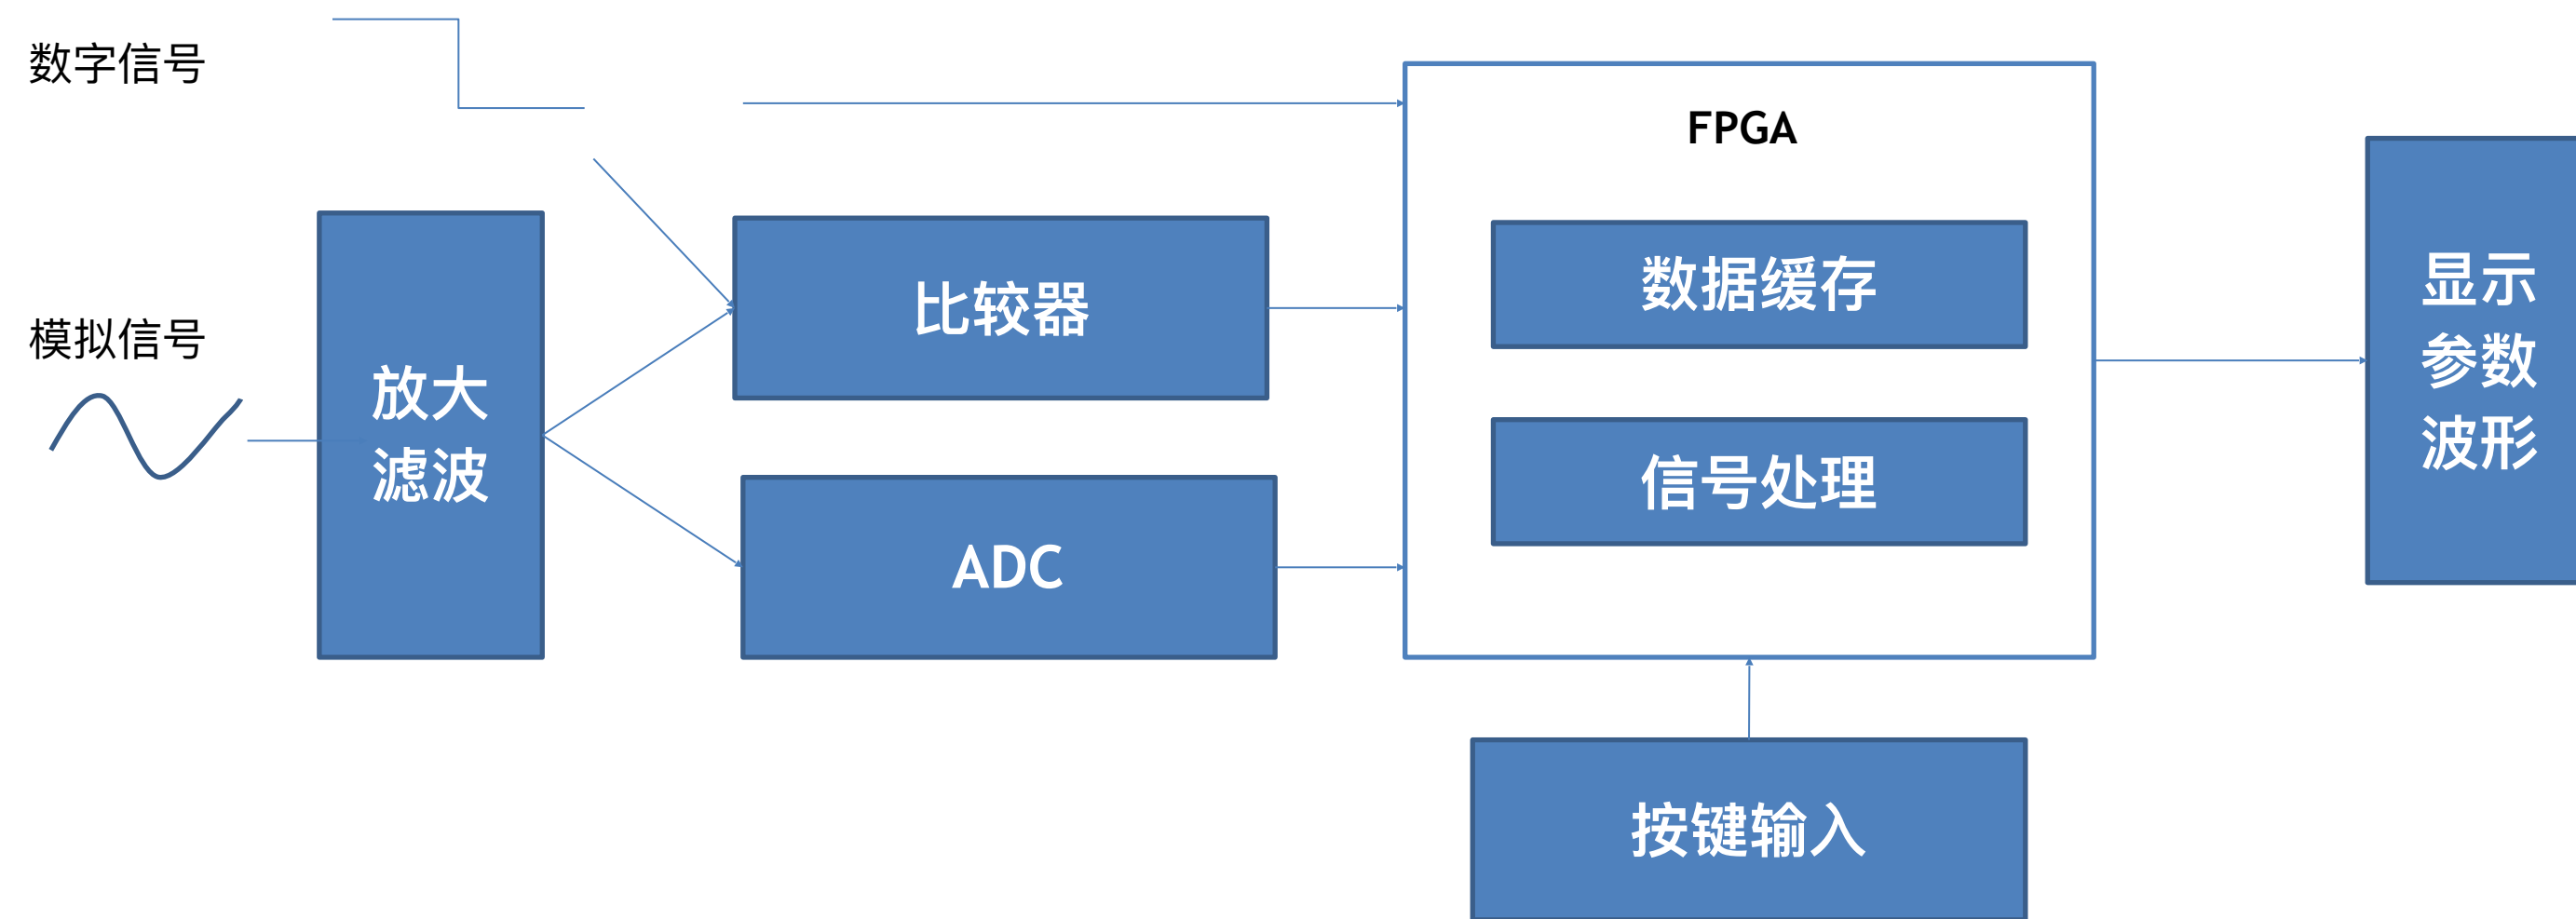 数字信号
FPGA
模拟信号
放大
滤波
比较器
ADC
数据缓存
信号处理
显示
参数
波形
按键输入